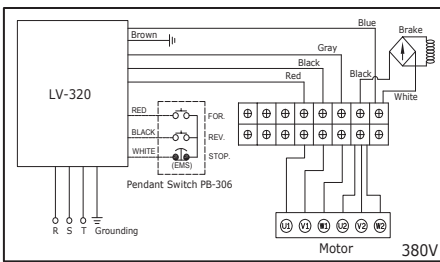 Blue
Brake
Brown
Gray
Black
Red
Black
White
LV-320
RED
FOR.
BLACK
REV.
WHITE
STOP.
(EMS)
Pendant Switch PB-306
R S T Grounding
U1 V1 W1 U2 V2 W2
Motor
380V